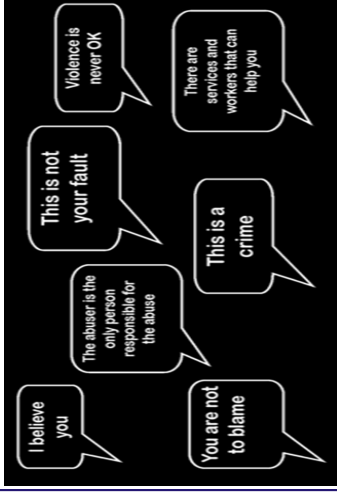 I believe
you
The abuser is the
only person
responsible for
the abuse
This is not
your fault
Violence is
never OK
You are not
to blame
This is a
crime
There are
services and
workers that can
help you